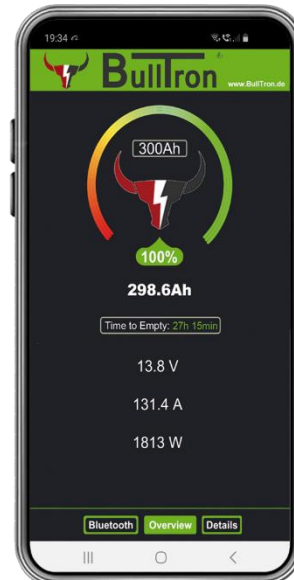 19:34
BullTron
www.BullTron.de
300Ah
100%
298.6Ah
Time to Empty: 27h 15min
13.8 V
131.4 A
1813 W
Bluetooth Overview Details